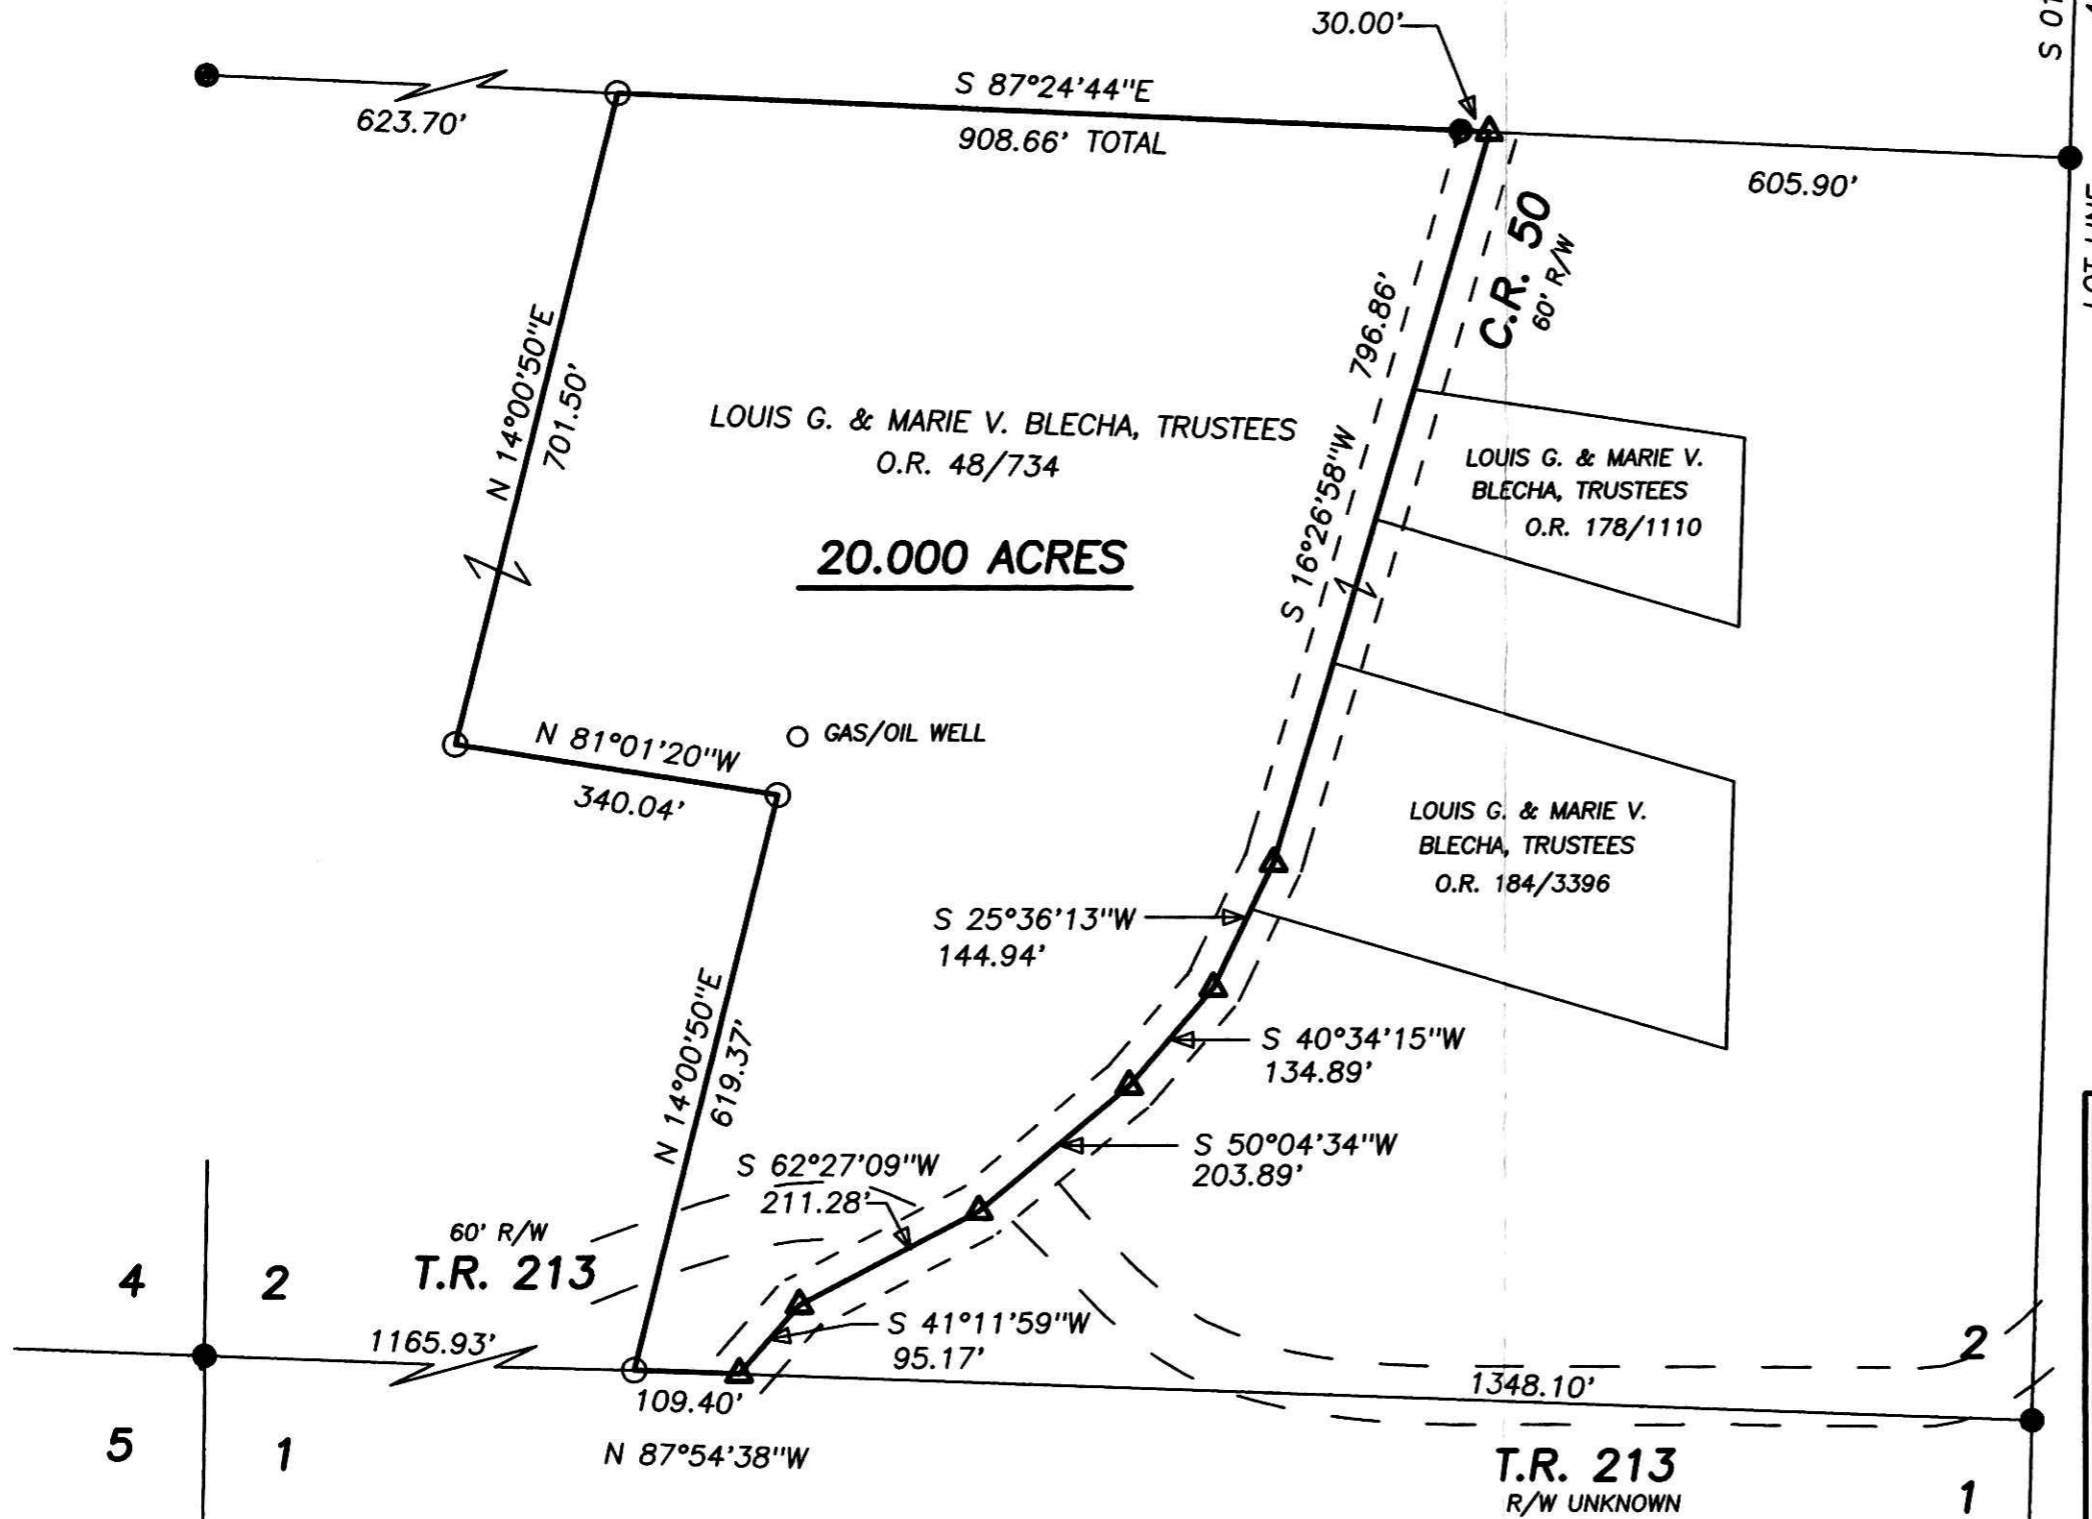 30.00'
S 01
S 87°24'44"E
623.70'
908.66' TOTAL
605.90'
C.R. 50
60' R/W
LOT LINE
N 14°00'50"E
701.50'
796.86'
S 16°26'58"W
LOUIS G. & MARIE V. BLECHA, TRUSTEES
O.R. 48/734
20.000 ACRES
LOUIS G. & MARIE V.
BLECHA, TRUSTEES
O.R. 178/1110
GAS/OIL WELL
N 81°01'20"W
340.04'
LOUIS G. & MARIE V.
BLECHA, TRUSTEES
O.R. 184/3396
S 25°36'13"W
144.94'
N 14°00'50"E
619.37'
S 40°34'15"W
134.89'
S 50°04'34"W
203.89'
S 62°27'09"W
211.28'
60' R/W
T.R. 213
4 2
1165.93'
S 41°11'59"W
95.17'
2
109.40'
1348.10'
5 1
N 87°54'38"W
T.R. 213
R/W UNKNOWN
1